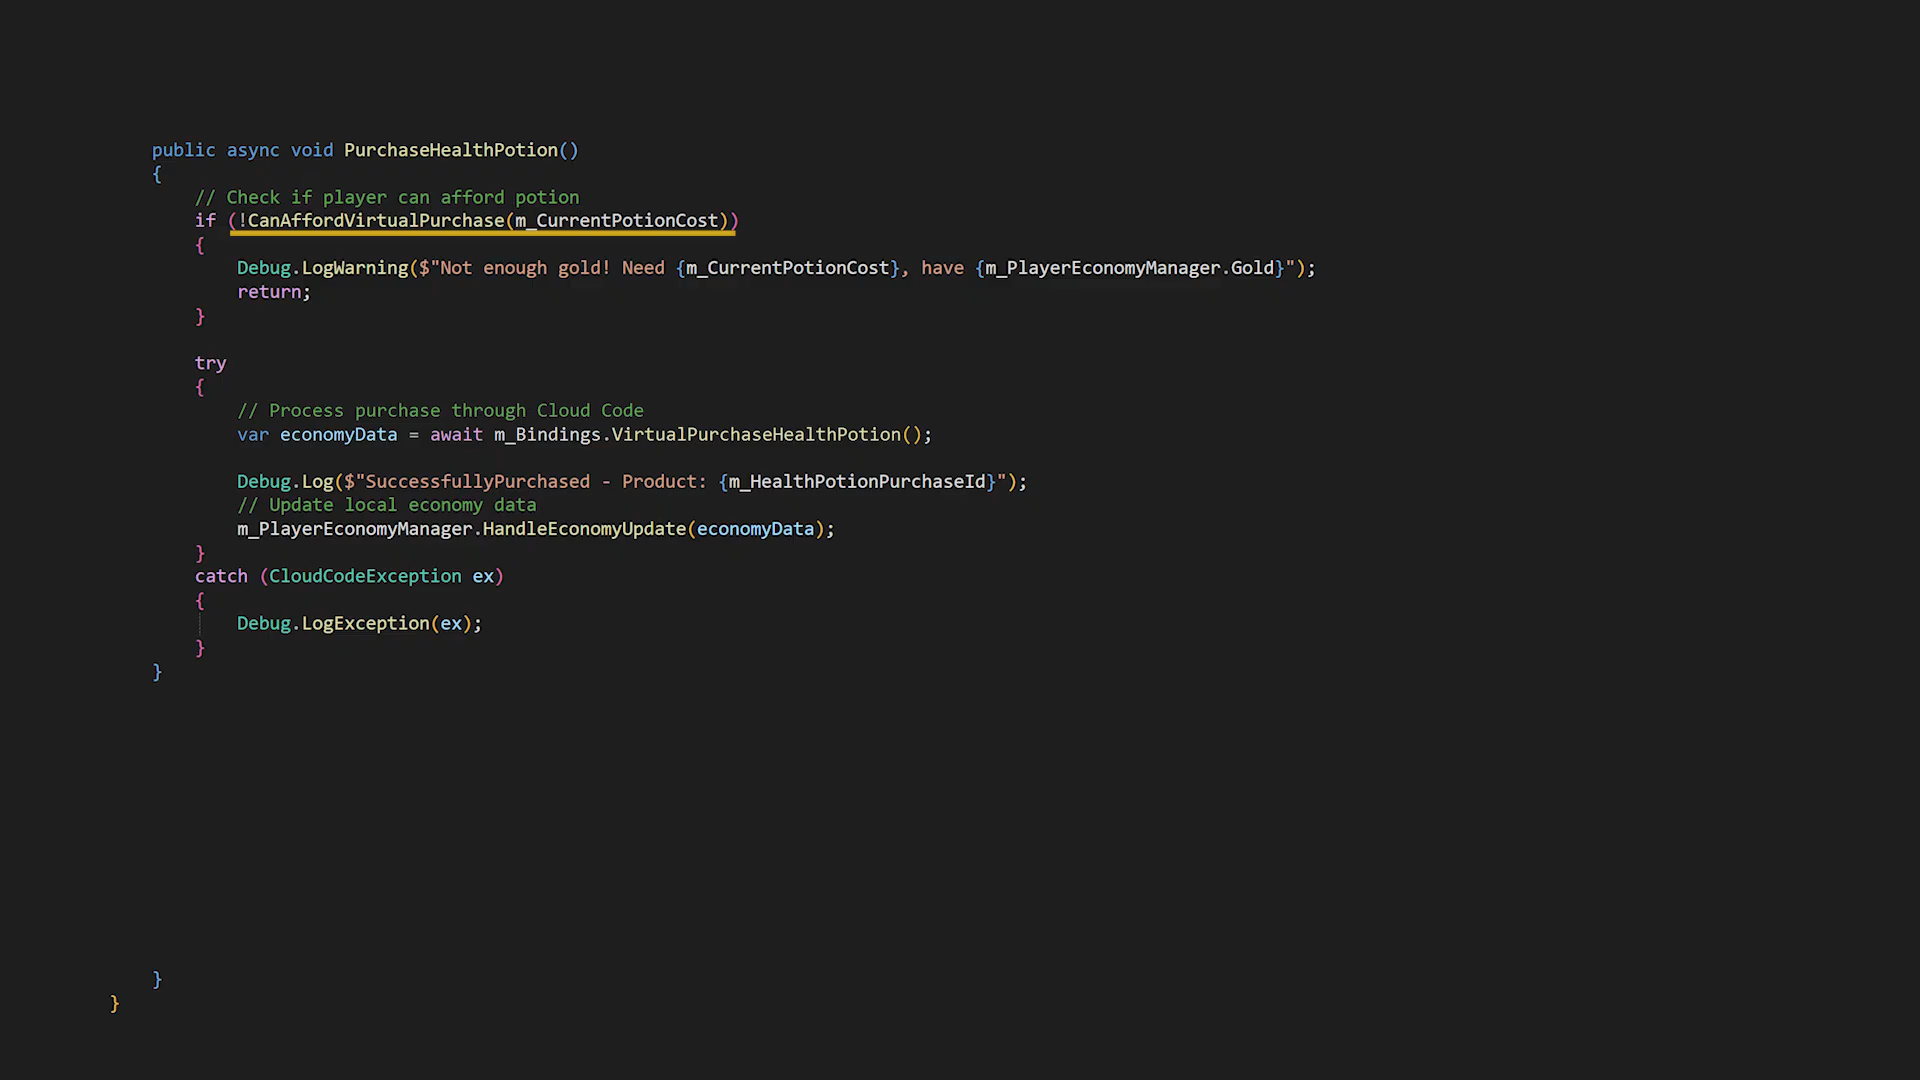 public async void PurchaseHealthPotion()
{
// Check if player can afford potion
if (!CanAffordVirtualPurchase(m_CurrentPotionCost))
{
Debug.LogWarning($"Not enough gold! Need {m_CurrentPotionCost}, have {m_PlayerEconomyManager.Gold}");
return;
}
try
{
// Process purchase through Cloud Code
var economyData = await m_Bindings.VirtualPurchaseHealthPotion();
Debug.Log($"SuccessfullyPurchased - Product: {m_HealthPotionPurchaseId}");
// Update local economy data
m_PlayerEconomyManager.HandleEconomyUpdate(economyData);
}
catch (CloudCodeException ex)
{
Debug.LogException(ex);
}
}
}
}